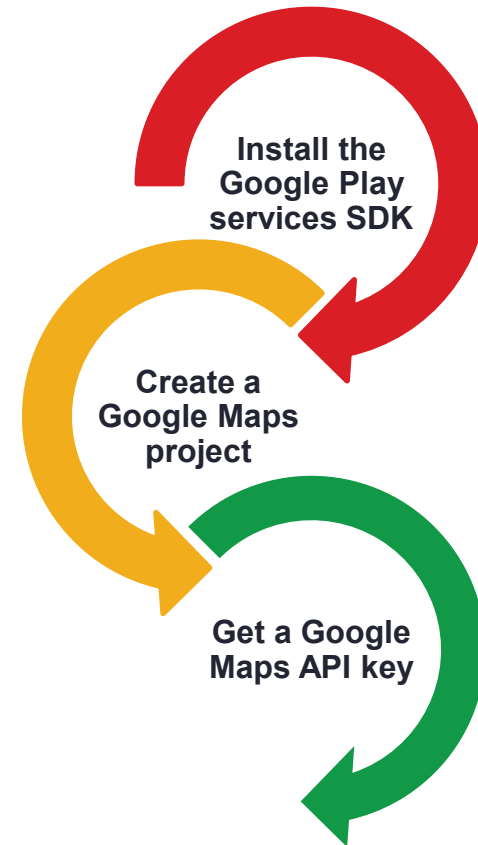 Install the
Google Play
services SDK
Create a
Google Maps
project
Get a Google
Maps API key